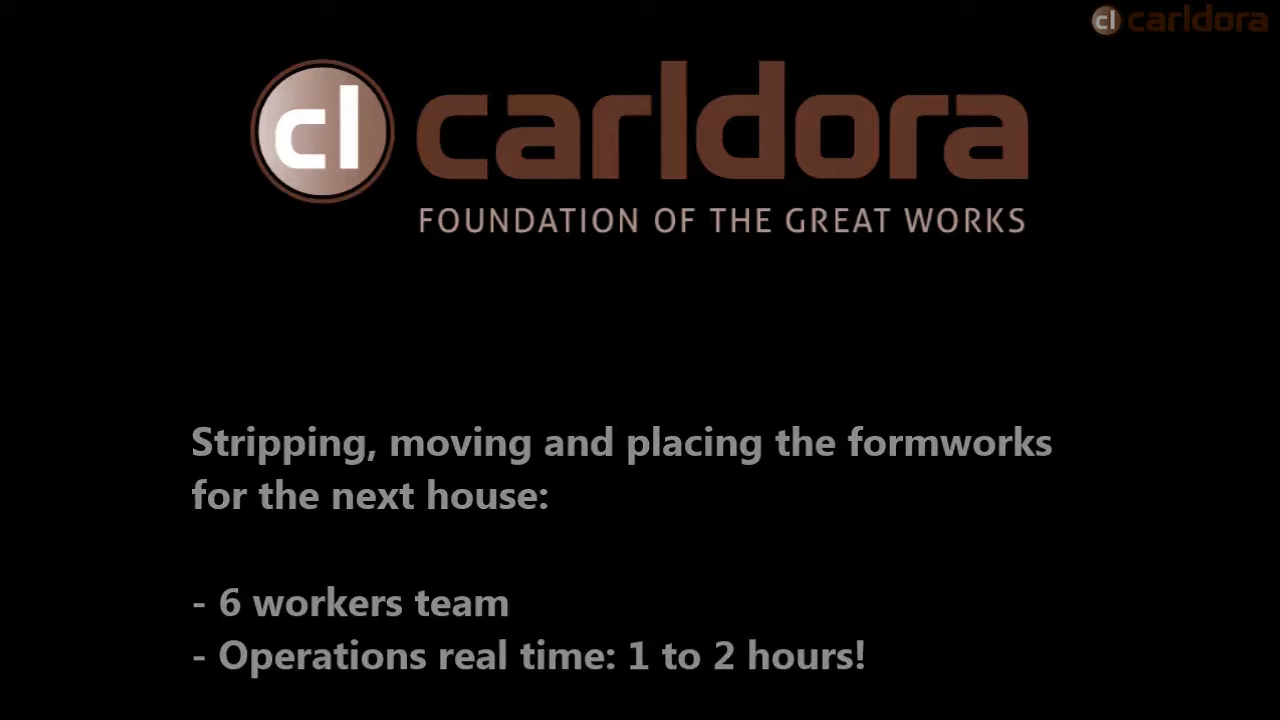 cl carldora
cl carldora
FOUNDATION OF THE GREAT WORKS
Stripping, moving and placing the formworks
for the next house:
- 6 workers team
- Operations real time: 1 to 2 hours!